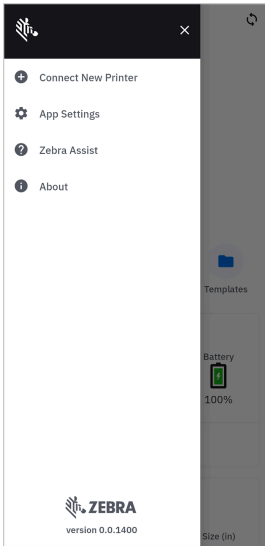 Connect New Printer
App Settings
Zebra Assist
About
Templates
Battery
100%
ZEBRA
version 0.0.1400
Size (in)